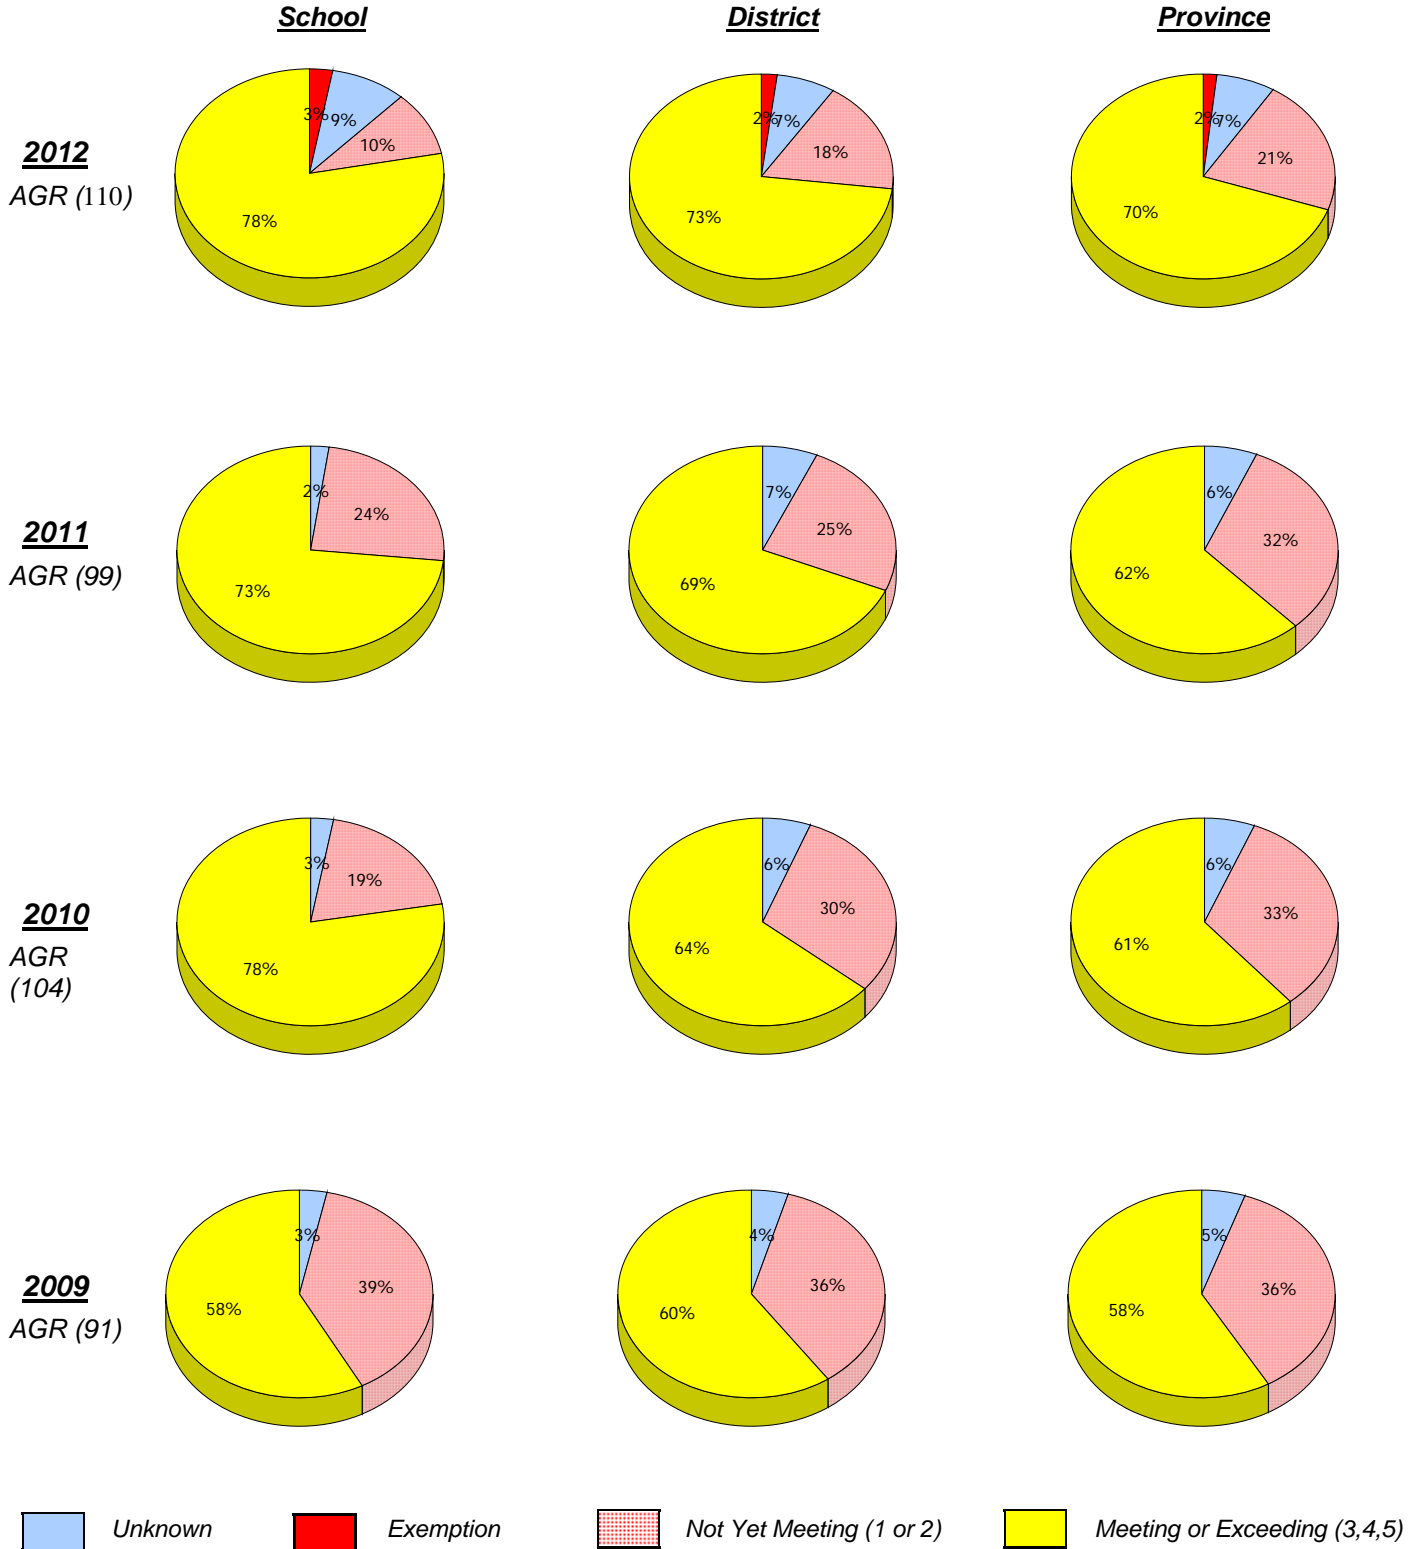 School District Province
2012
AGR (110)
3% 9% 10% 78%
2% 7% 18% 73%
2% 7% 21% 70%
2011
AGR (99)
2% 24% 73%
7% 25% 69%
6% 32% 62%
2010
AGR
(104)
3% 19% 78%
6% 30% 64%
6% 33% 61%
2009
AGR (91)
3% 39% 58%
4% 36% 60%
5% 36% 58%
Unknown Exemption Not Yet Meeting (1 or 2) Meeting or Exceeding (3,4,5)